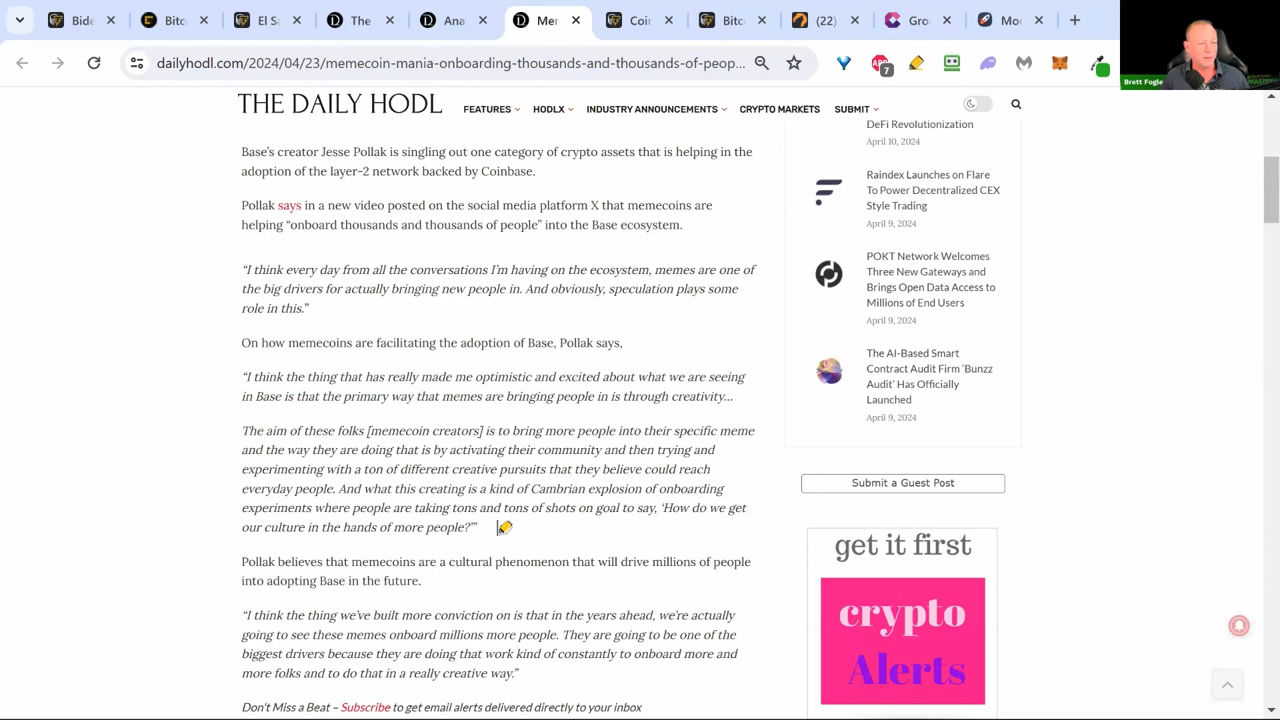 Bide
Bitc
El Sa
The
Ana
Mem
Coin
Bitc
(22)
Gro
Moo
dailyhodl.com/2024/04/23/memecoin-mania-onboarding-thousands-and-thousands-of-peop...
7
Brett Fogle
THE DAILY HODL
FEATURES
HODLX
INDUSTRY ANNOUNCEMENTS
CRYPTO MARKETS
SUBMIT
Base’s creator Jesse Pollak is singling out one category of crypto assets that is helping in the
adoption of the layer-2 network backed by Coinbase.
Pollak says in a new video posted on the social media platform X that memecoins are
helping “onboard thousands and thousands of people” into the Base ecosystem.
“I think every day from all the conversations I’m having on the ecosystem, memes are one of
the big drivers for actually bringing new people in. And obviously, speculation plays some
role in this.”
On how memecoins are facilitating the adoption of Base, Pollak says,
“I think the thing that has really made me optimistic and excited about what we are seeing
in Base is that the primary way that memes are bringing people in is through creativity…
The aim of these folks [memecoin creators] is to bring more people into their specific meme
and the way they are doing that is by activating their community and then trying and
experimenting with a ton of different creative pursuits that they believe could reach
everyday people. And what this creating is a kind of Cambrian explosion of onboarding
experiments where people are taking tons and tons of shots on goal to say, ‘How do we get
our culture in the hands of more people?’”
Pollak believes that memecoins are a cultural phenomenon that will drive millions of people
into adopting Base in the future.
“I think the thing we’ve built more conviction on is that in the years ahead, we’re actually
going to see these memes onboard millions more people. They are going to be one of the
biggest drivers because they are doing that work kind of constantly to onboard more and
more folks and to do that in a really creative way.”
Don’t Miss a Beat – Subscribe to get email alerts delivered directly to your inbox
DeFi Revolutionization
April 10, 2024
Raindex Launches on Flare
To Power Decentralized CEX
Style Trading
April 9, 2024
POKT Network Welcomes
Three New Gateways and
Brings Open Data Access to
Millions of End Users
April 9, 2024
The AI-Based Smart
Contract Audit Firm ‘Bunzz
Audit’ Has Officially
Launched
April 9, 2024
Submit a Guest Post
get it first
crypto
Alerts